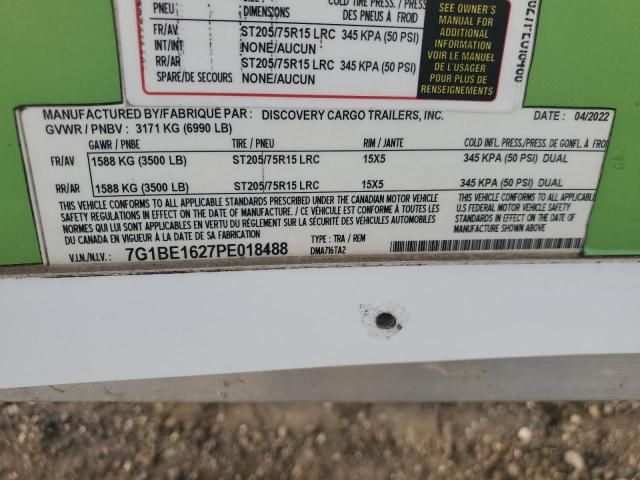 SIZE / COLD TIRE PRESS. / PRESS
PNEU DIMENSIONS DES PNEUS À FROID
FR/AV ST205/75R15 LRC 345 KPA (50 PSI)
INT/INT NONE/AUCUN
RR/AR ST205/75R15 LRC 345 KPA (50 PSI)
SPARE/DE SECOURS NONE/AUCUN
SEE OWNER'S
MANUAL FOR
ADDITIONAL
INFORMATION
VOIR LE MANUEL
DE L'USAGER
POUR PLUS DE
RENSEIGNEMENTS
MANUFACTURED BY/FABRIQUÉ PAR : DISCOVERY CARGO TRAILERS, INC. DATE : 04/2022
GVWR / PNBV : 3171 KG (6990 LB)
GAWR / PNBE TIRE / PNEU RIM / JANTE COLD INFL. PRESS./PRESS. DE GONFL. À FROID
FR/AV 1588 KG (3500 LB) ST205/75R15 LRC 15X5 345 KPA (50 PSI) DUAL
RR/AR 1588 KG (3500 LB) ST205/75R15 LRC 15X5 345 KPA (50 PSI) DUAL
THIS VEHICLE CONFORMS TO ALL APPLICABLE STANDARDS PRESCRIBED UNDER THE CANADIAN MOTOR VEHICLE
SAFETY REGULATIONS IN EFFECT ON THE DATE OF MANUFACTURE. / CE VÉHICULE EST CONFORME À TOUTES LES
NORMES QUI LUI SONT APPLICABLES EN VERTU DU RÈGLEMENT SUR LA SÉCURITÉ DES VÉHICULES AUTOMOBILES
DU CANADA EN VIGUEUR À LA DATE DE SA FABRICATION.
THIS VEHICLE CONFORMS TO ALL APPLICABLE
U.S. FEDERAL MOTOR VEHICLE SAFETY
STANDARDS IN EFFECT ON THE DATE OF
MANUFACTURE SHOWN ABOVE.
V.I.N./N.I.V.: 7G1BE1627PE018488
TYPE : TRA / REM
DMA716TA2